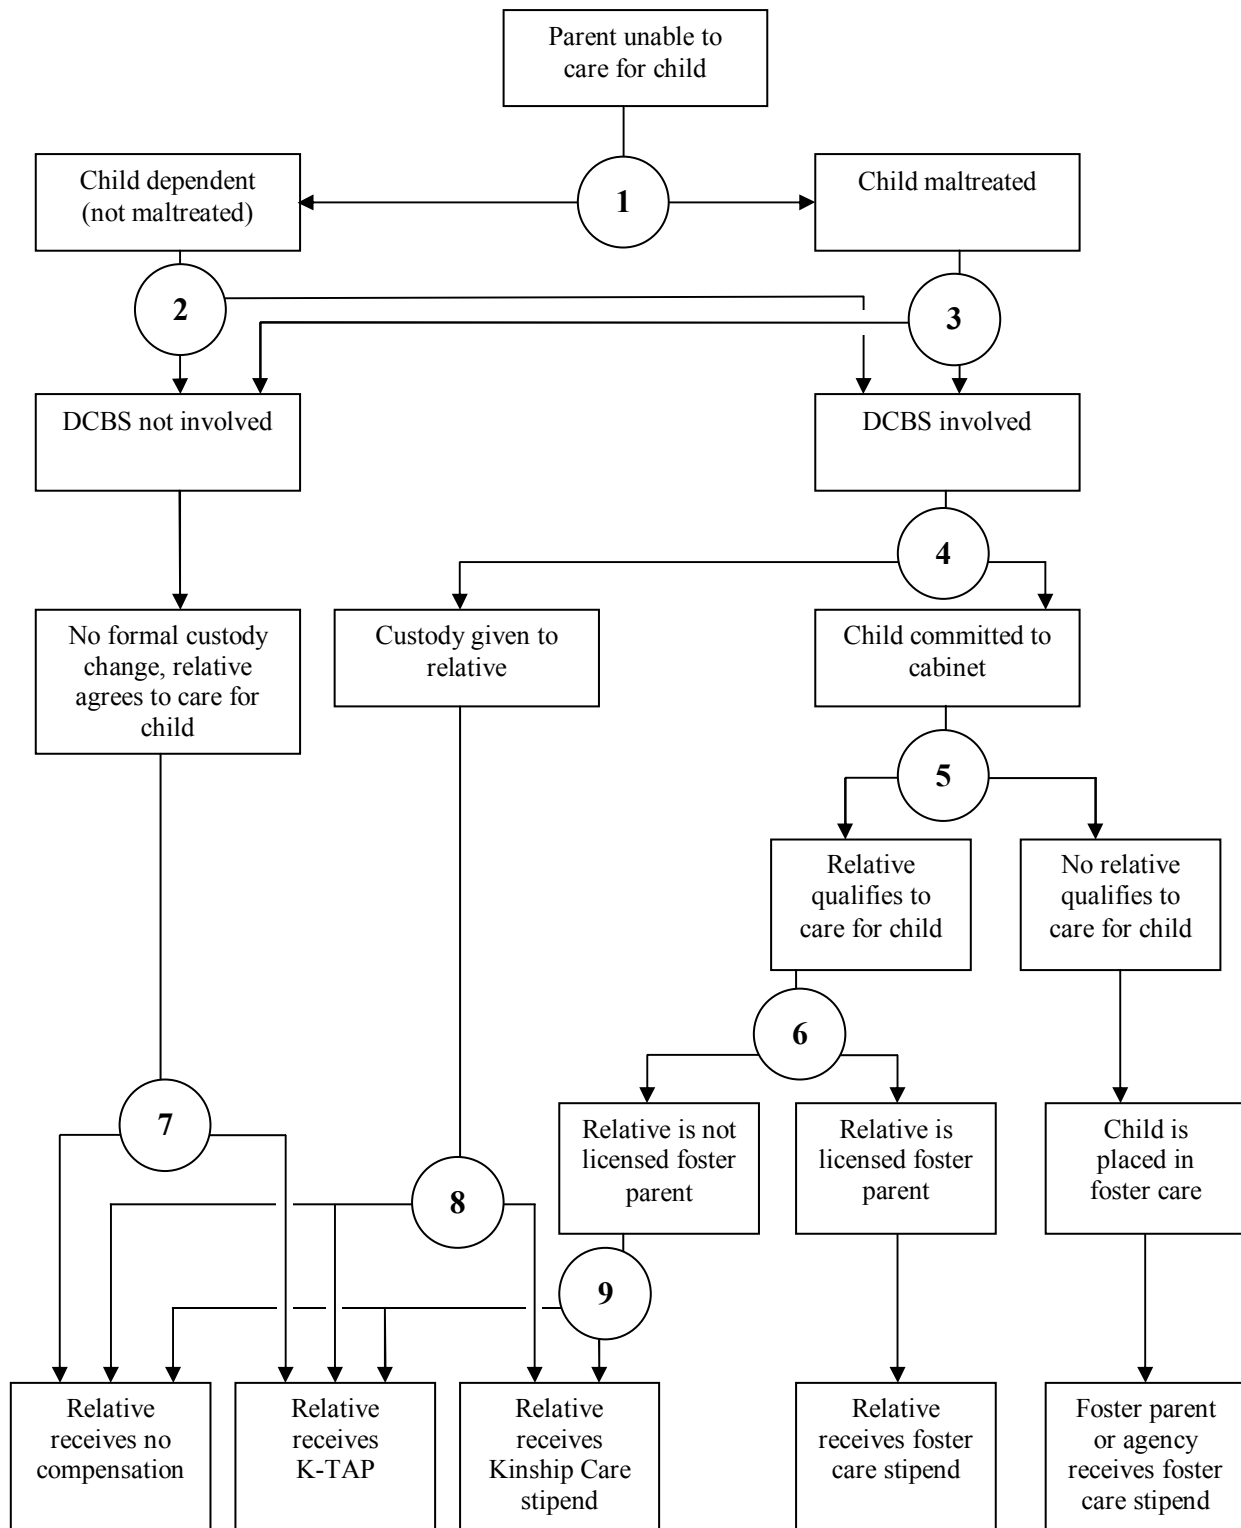 Parent unable to
care for child
Child dependent
(not maltreated)
1
Child maltreated
2
3
DCBS not involved
DCBS involved
4
No formal custody
change, relative
agrees to care for
child
Custody given to
relative
Child committed to
cabinet
5
Relative
qualifies to
care for child
No relative
qualifies to
care for child
6
7
Relative is not
licensed foster
parent
Relative is
licensed foster
parent
Child is
placed in
foster care
8
9
Relative
receives no
compensation
Relative
receives
K-TAP
Relative
receives
Kinship Care
stipend
Relative
receives foster
care stipend
Foster parent
or agency
receives foster
care stipend